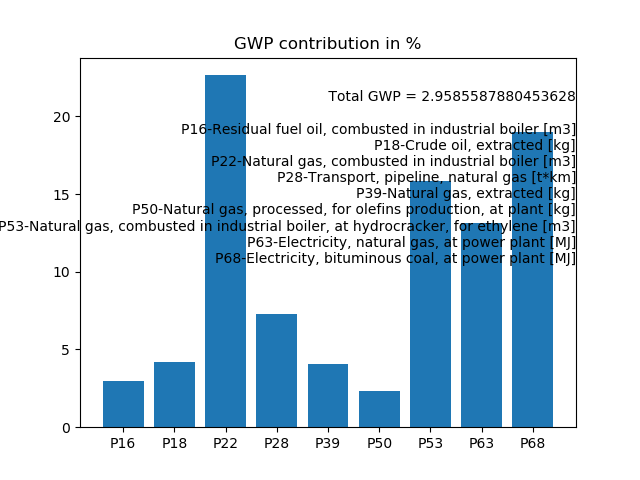 GWP contribution in %
Total GWP = 2.9585587880453628
20
P16-Residual fuel oil, combusted in industrial boiler [m3]
P18-Crude oil, extracted [kg]
P22-Natural gas, combusted in industrial boiler [m3]
P28-Transport, pipeline, natural gas [t*km]
15
P39-Natural gas, extracted [kg]
P50-Natural gas, processed, for olefins production, at plant [kg]
P53-Natural gas, combusted in industrial boiler, at hydrocracker, for ethylene [m3]
P63-Electricity, natural gas, at power plant [MJ]
P68-Electricity, bituminous coal, at power plant [MJ]
10
5
0
P16 P18 P22 P28 P39 P50 P53 P63 P68